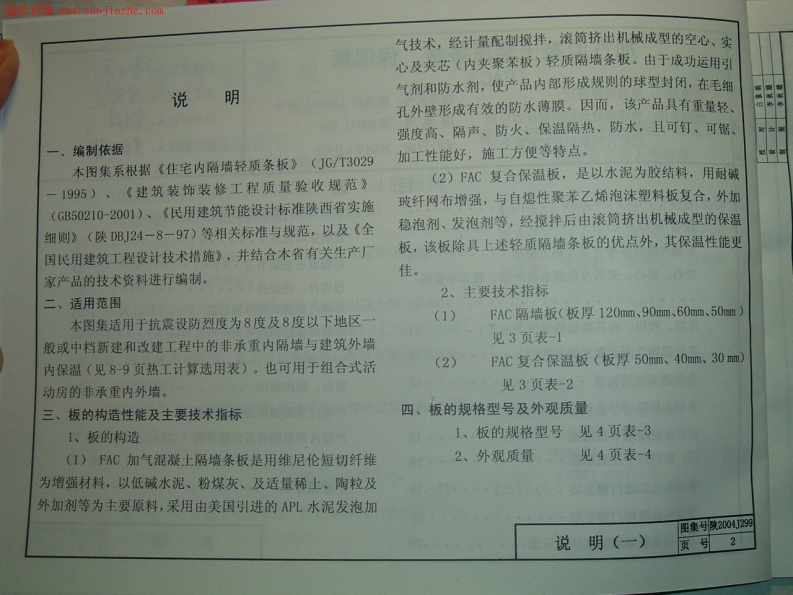 www.xuejiazhe.com
说 明
一、编制依据
本图集系根据《住宅内隔墙轻质条板》（JG/T3029
－1995）、《建筑装饰装修工程质量验收规范》
（GB50210-2001）、《民用建筑节能设计标准陕西省实施
细则》（陕DBJ24－8－97）等相关标准与规范，以及《全
国民用建筑工程设计技术措施》，并结合本省有关生产厂
家产品的技术资料进行编制。
二、适用范围
本图集适用于抗震设防烈度为8度及8度以下地区一
般或中档新建和改建工程中的非承重内隔墙与建筑外墙
内保温（见8-9页热工计算选用表）。也可用于组合式活
动房的非承重内外墙。
三、板的构造性能及主要技术指标
1、板的构造
（1） FAC 加气混凝土隔墙条板是用维尼伦短切纤维
为增强材料，以低碱水泥、粉煤灰、及适量稀土、陶粒及
外加剂等为主要原料，采用由美国引进的APL水泥发泡加
气技术，经计量配制搅拌，滚筒挤出机械成型的空心、实
心及夹芯（内夹聚苯板）轻质隔墙条板。由于成功运用引
气剂和防水剂，使产品内部形成规则的球型封闭，在毛细
孔外壁形成有效的防水薄膜。因而，该产品具有重量轻、
强度高、隔声、防火、保温隔热、防水，且可钉、可锯、
加工性能好，施工方便等特点。
（2）FAC 复合保温板，是以水泥为胶结料，用耐碱
玻纤网布增强，与自熄性聚苯乙烯泡沫塑料板复合，外加
稳泡剂、发泡剂等，经搅拌后由滚筒挤出机械成型的保温
板，该板除具上述轻质隔墙条板的优点外，其保温性能更
佳。
2、主要技术指标
（1） FAC隔墙板(板厚120mm、90mm、60mm、50mm）
见3页表-1
（2） FAC复合保温板（板厚50mm、40mm、30mm）
见3页表-2
四、板的规格型号及外观质量
1、板的规格型号 见4页表-3
2、外观质量 见4页表-4
说 明（一）
图集号 陕2004J299
页 号 2